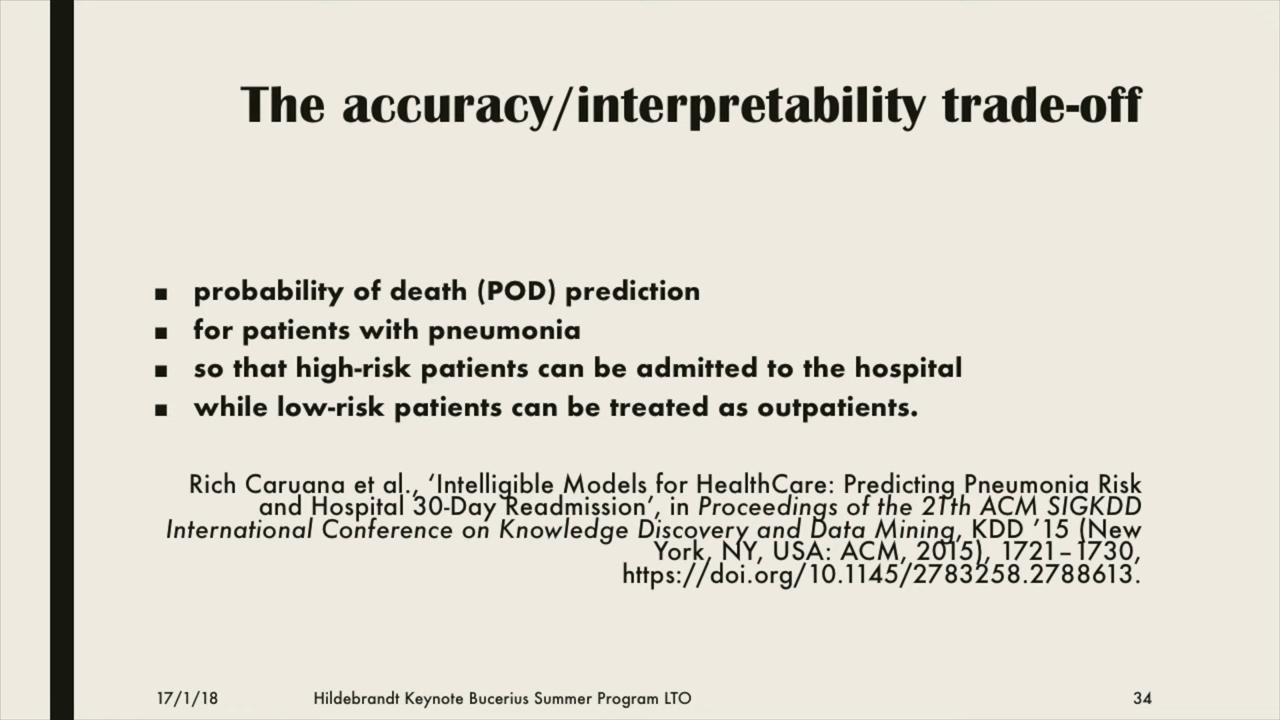 The accuracy/interpretability trade-off
▪ probability of death (POD) prediction
▪ for patients with pneumonia
▪ so that high-risk patients can be admitted to the hospital
▪ while low-risk patients can be treated as outpatients.
Rich Caruana et al., ‘Intelligible Models for HealthCare: Predicting Pneumonia Risk
and Hospital 30-Day Readmission’, in Proceedings of the 21th ACM SIGKDD
International Conference on Knowledge Discovery and Data Mining, KDD ’15 (New
York, NY, USA: ACM, 2015), 1721–1730,
https://doi.org/10.1145/2783258.2788613.
17/1/18 Hildebrandt Keynote Bucerius Summer Program LTO 34